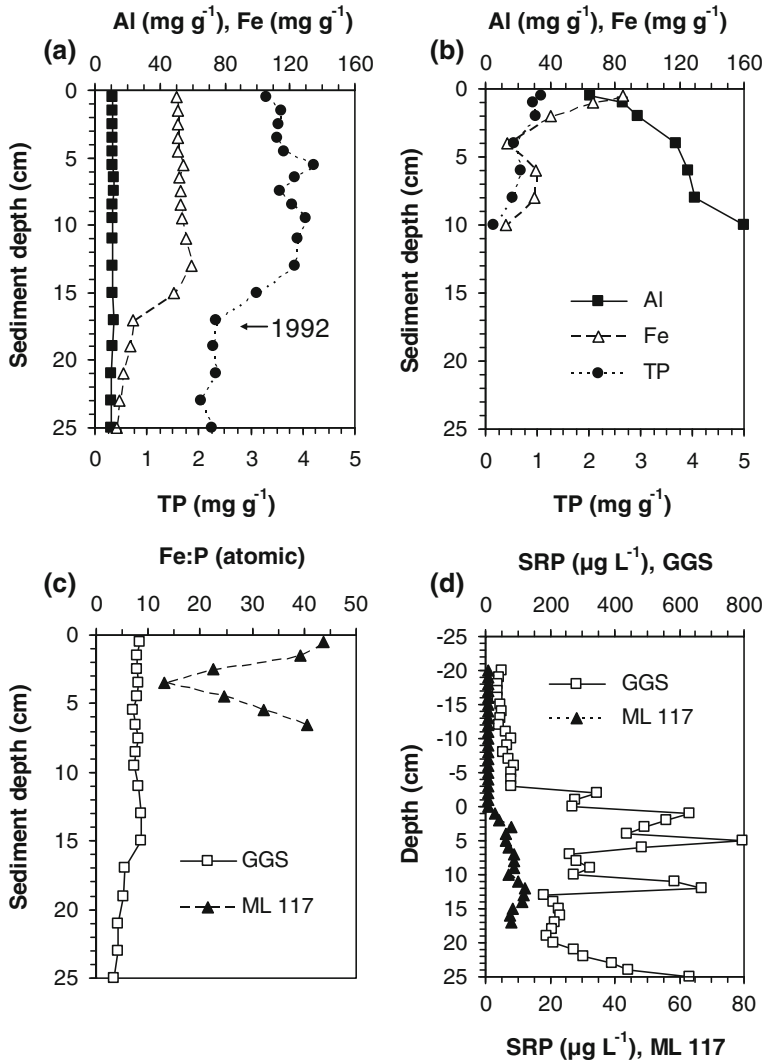 Al (mg g⁻¹), Fe (mg g⁻¹)
(a)
0 40 80 120 160
0
5
10
15
20
25
Sediment depth (cm)
1992
0 1 2 3 4 5
TP (mg g⁻¹)
Al (mg g⁻¹), Fe (mg g⁻¹)
(b)
0 40 80 120 160
0
5
10
15
20
25
Sediment depth (cm)
Al
Fe
TP
0 1 2 3 4 5
TP (mg g⁻¹)
Fe:P (atomic)
(c)
0 10 20 30 40 50
0
5
10
15
20
25
Sediment depth (cm)
GGS
ML 117
SRP (µg L⁻¹), GGS
(d)
0 200 400 600 800
-25
-20
-15
-10
-5
0
5
10
15
20
25
Depth (cm)
GGS
ML 117
0 20 40 60 80
SRP (µg L⁻¹), ML 117